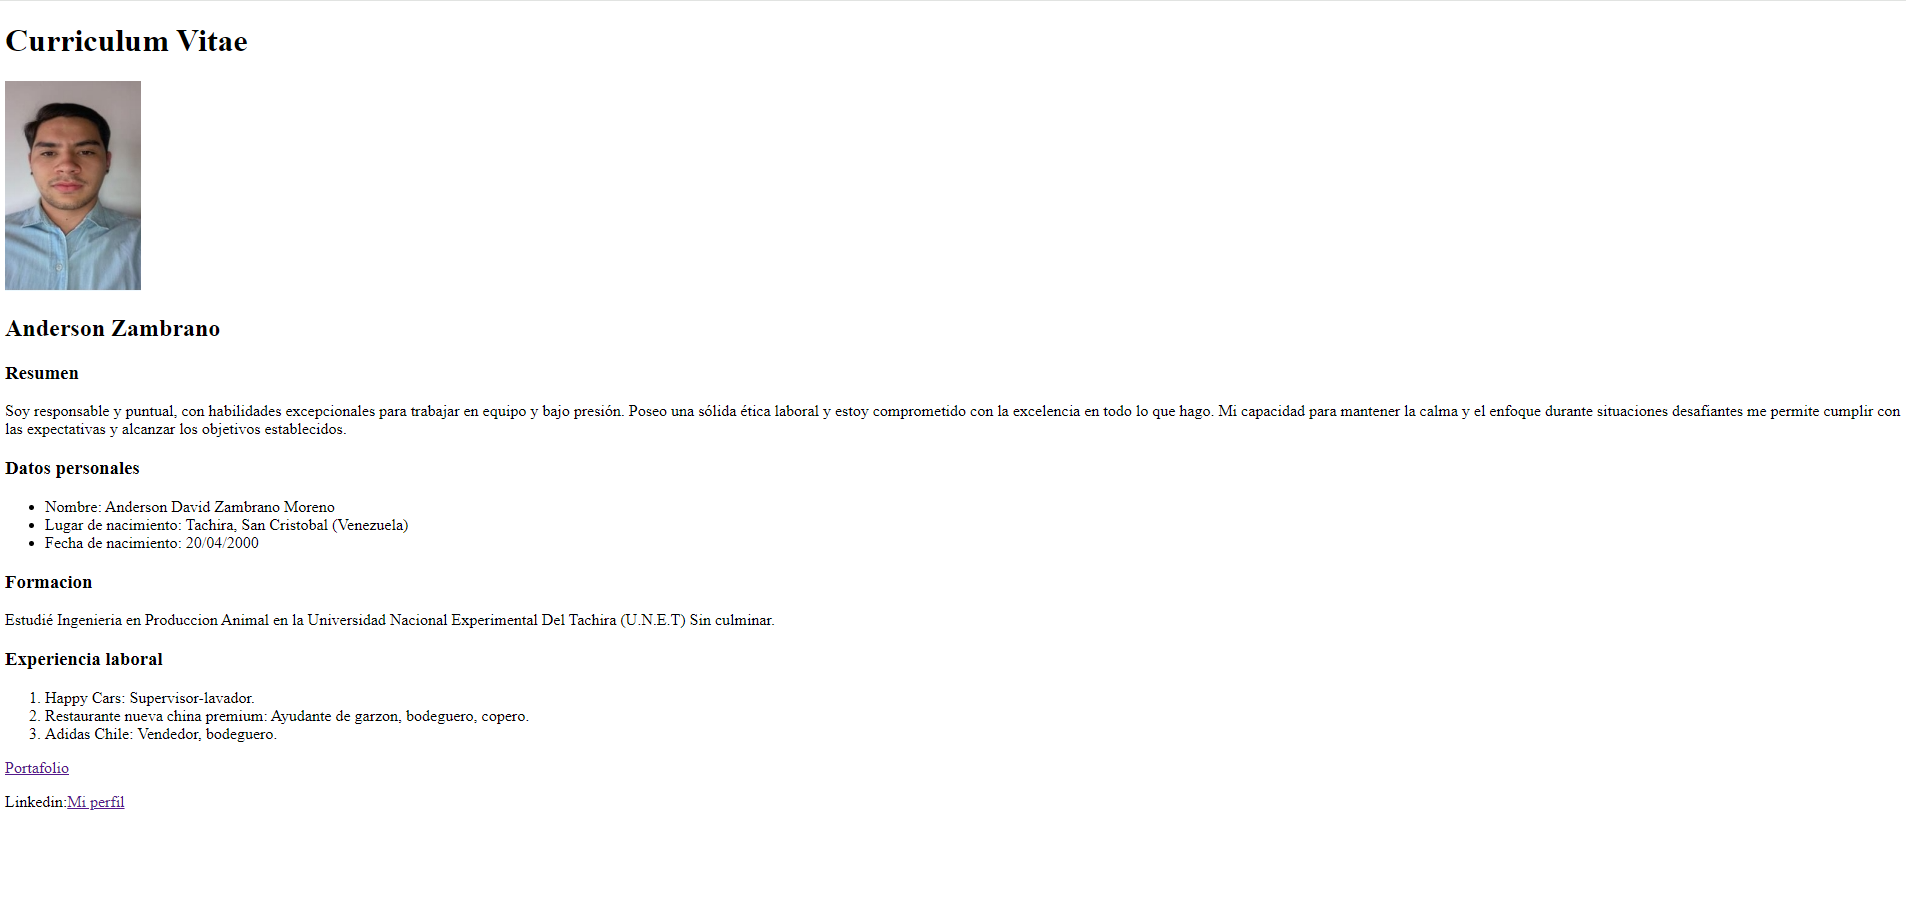 Curriculum Vitae
Anderson Zambrano
Resumen
Soy responsable y puntual, con habilidades excepcionales para trabajar en equipo y bajo presión. Poseo una sólida ética laboral y estoy comprometido con la excelencia en todo lo que hago. Mi capacidad para mantener la calma y el enfoque durante situaciones desafiantes me permite cumplir con
las expectativas y alcanzar los objetivos establecidos.
Datos personales
• Nombre: Anderson David Zambrano Moreno
• Lugar de nacimiento: Tachira, San Cristobal (Venezuela)
• Fecha de nacimiento: 20/04/2000
Formacion
Estudié Ingenieria en Produccion Animal en la Universidad Nacional Experimental Del Tachira (U.N.E.T) Sin culminar.
Experiencia laboral
1. Happy Cars: Supervisor-lavador.
2. Restaurante nueva china premium: Ayudante de garzon, bodeguero, copero.
3. Adidas Chile: Vendedor, bodeguero.
Portafolio
Linkedin:Mi perfil